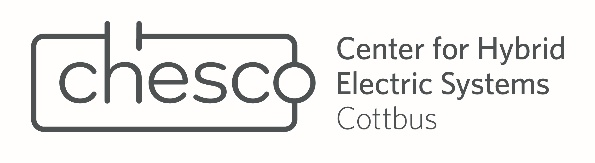 chesco
Center for Hybrid
Electric Systems
Cottbus